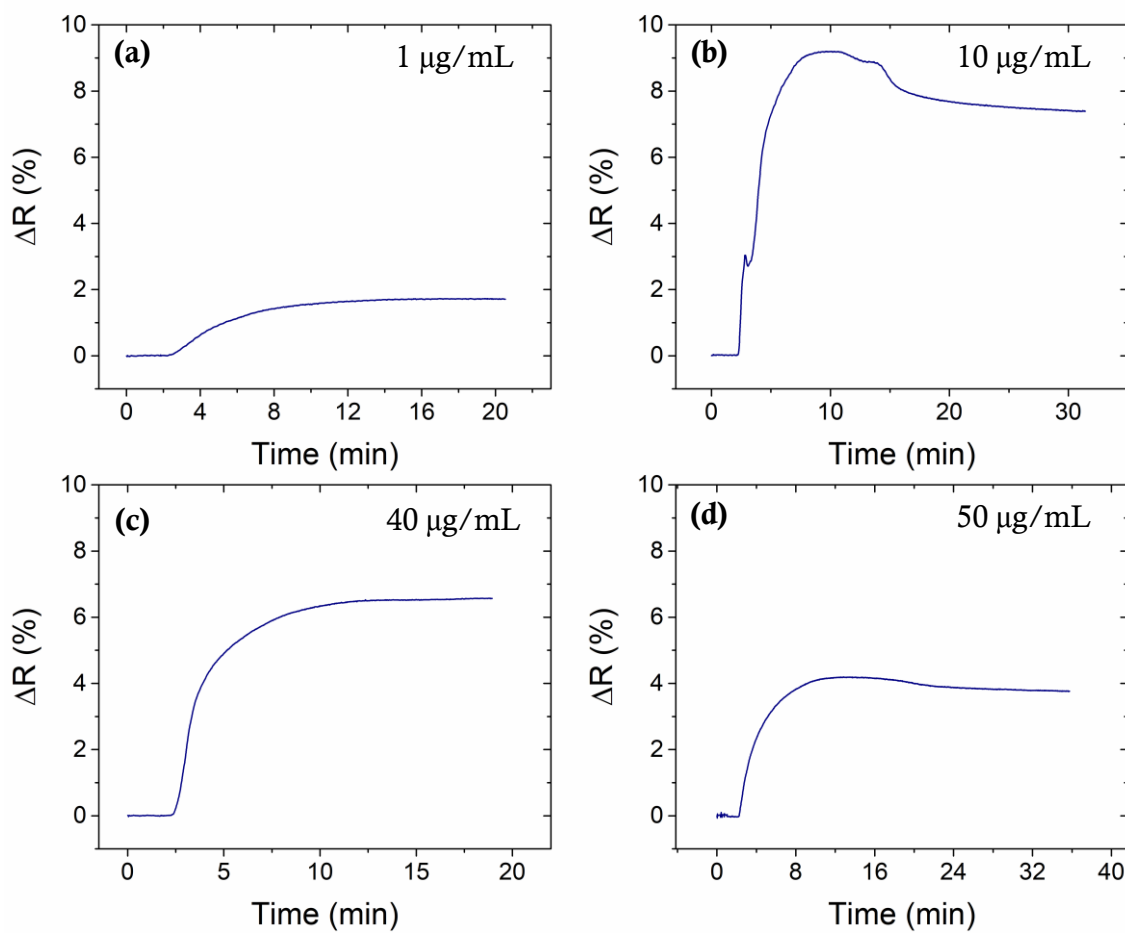 (a) 1 µg/mL
10
8
6
4
2
0
ΔR (%)
0 4 8 12 16 20
Time (min)
(b) 10 µg/mL
10
8
6
4
2
0
ΔR (%)
0 10 20 30
Time (min)
(c) 40 µg/mL
10
8
6
4
2
0
ΔR (%)
0 5 10 15 20
Time (min)
(d) 50 µg/mL
10
8
6
4
2
0
ΔR (%)
0 8 16 24 32 40
Time (min)